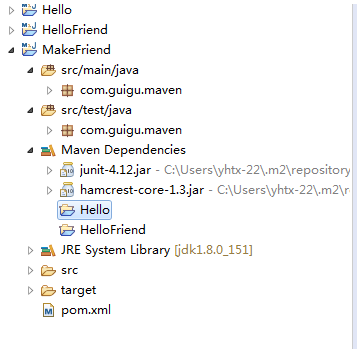 Hello
HelloFriend
MakeFriend
src/main/java
com.guigu.maven
src/test/java
com.guigu.maven
Maven Dependencies
junit-4.12.jar - C:\Users\yhtx-22\.m2\repository
hamcrest-core-1.3.jar - C:\Users\yhtx-22\.m2\re
Hello
HelloFriend
JRE System Library [jdk1.8.0_151]
src
target
pom.xml